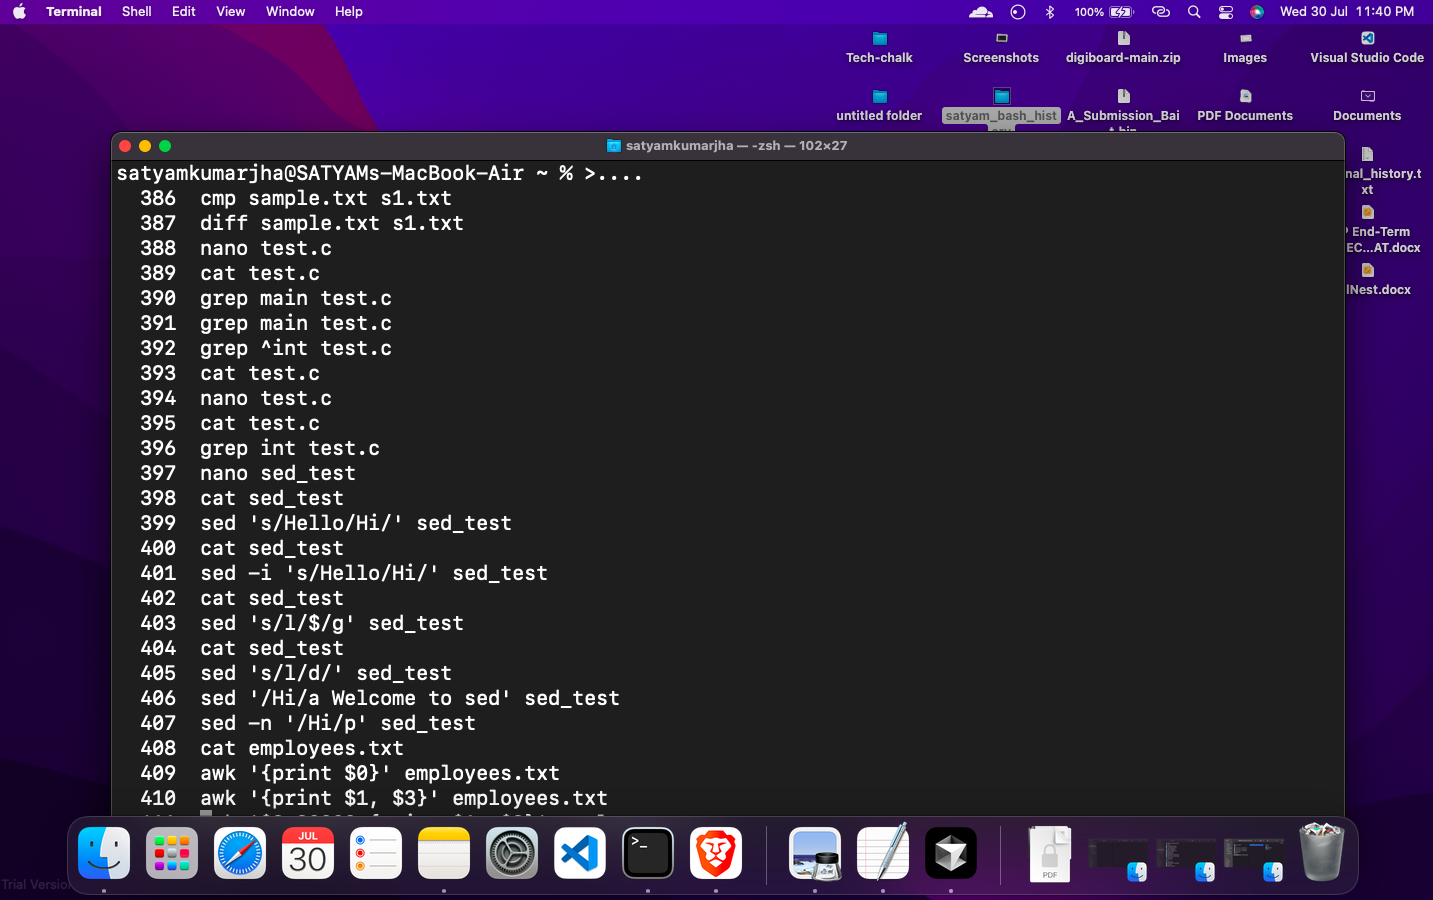 Terminal Shell Edit View Window Help 100% Wed 30 Jul 11:40 PM
Tech-chalk
Screenshots
digiboard-main.zip
Images
Visual Studio Code
untitled folder
satyam_bash_hist
A_Submission_Bai
PDF Documents
Documents
nal_history.t
xt
End-Term
EC...AT.docx
INest.docx
satyamkumarjha — -zsh — 102×27
satyamkumarjha@SATYAMs-MacBook-Air ~ % >....
386 cmp sample.txt s1.txt
387 diff sample.txt s1.txt
388 nano test.c
389 cat test.c
390 grep main test.c
391 grep main test.c
392 grep ^int test.c
393 cat test.c
394 nano test.c
395 cat test.c
396 grep int test.c
397 nano sed_test
398 cat sed_test
399 sed 's/Hello/Hi/' sed_test
400 cat sed_test
401 sed -i 's/Hello/Hi/' sed_test
402 cat sed_test
403 sed 's/l/$/g' sed_test
404 cat sed_test
405 sed 's/l/d/' sed_test
406 sed '/Hi/a Welcome to sed' sed_test
407 sed -n '/Hi/p' sed_test
408 cat employees.txt
409 awk '{print $0}' employees.txt
410 awk '{print $1, $3}' employees.txt
JUL
30
>_
PDF
Trial Version